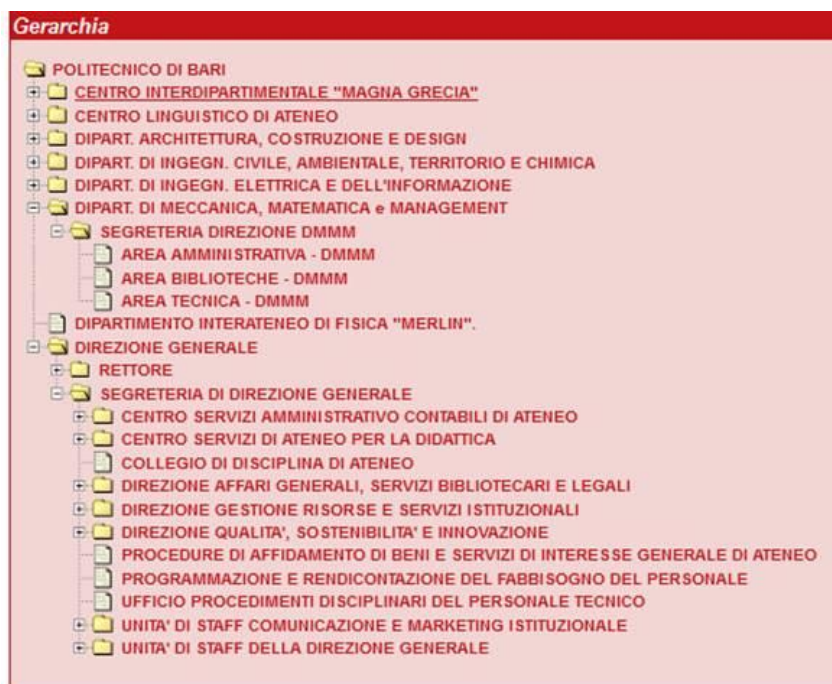 Gerarchia
POLITECNICO DI BARI
CENTRO INTERDIPARTIMENTALE "MAGNA GRECIA"
CENTRO LINGUISTICO DI ATENEO
DIPART. ARCHITETTURA, COSTRUZIONE E DESIGN
DIPART. DI INGEGN. CIVILE, AMBIENTALE, TERRITORIO E CHIMICA
DIPART. DI INGEGN. ELETTRICA E DELL'INFORMAZIONE
DIPART. DI MECCANICA, MATEMATICA e MANAGEMENT
SEGRETERIA DIREZIONE DMMM
AREA AMMINISTRATIVA - DMMM
AREA BIBLIOTECHE - DMMM
AREA TECNICA - DMMM
DIPARTIMENTO INTERATENEO DI FISICA "MERLIN".
DIREZIONE GENERALE
RETTORE
SEGRETERIA DI DIREZIONE GENERALE
CENTRO SERVIZI AMMINISTRATIVO CONTABILI DI ATENEO
CENTRO SERVIZI DI ATENEO PER LA DIDATTICA
COLLEGIO DI DISCIPLINA DI ATENEO
DIREZIONE AFFARI GENERALI, SERVIZI BIBLIOTECARI E LEGALI
DIREZIONE GESTIONE RISORSE E SERVIZI ISTITUZIONALI
DIREZIONE QUALITA', SOSTENIBILITA' E INNOVAZIONE
PROCEDURE DI AFFIDAMENTO DI BENI E SERVIZI DI INTERESSE GENERALE DI ATENEO
PROGRAMMAZIONE E RENDICONTAZIONE DEL FABBISOGNO DEL PERSONALE
UFFICIO PROCEDIMENTI DISCIPLINARI DEL PERSONALE TECNICO
UNITA' DI STAFF COMUNICAZIONE E MARKETING ISTITUZIONALE
UNITA' DI STAFF DELLA DIREZIONE GENERALE